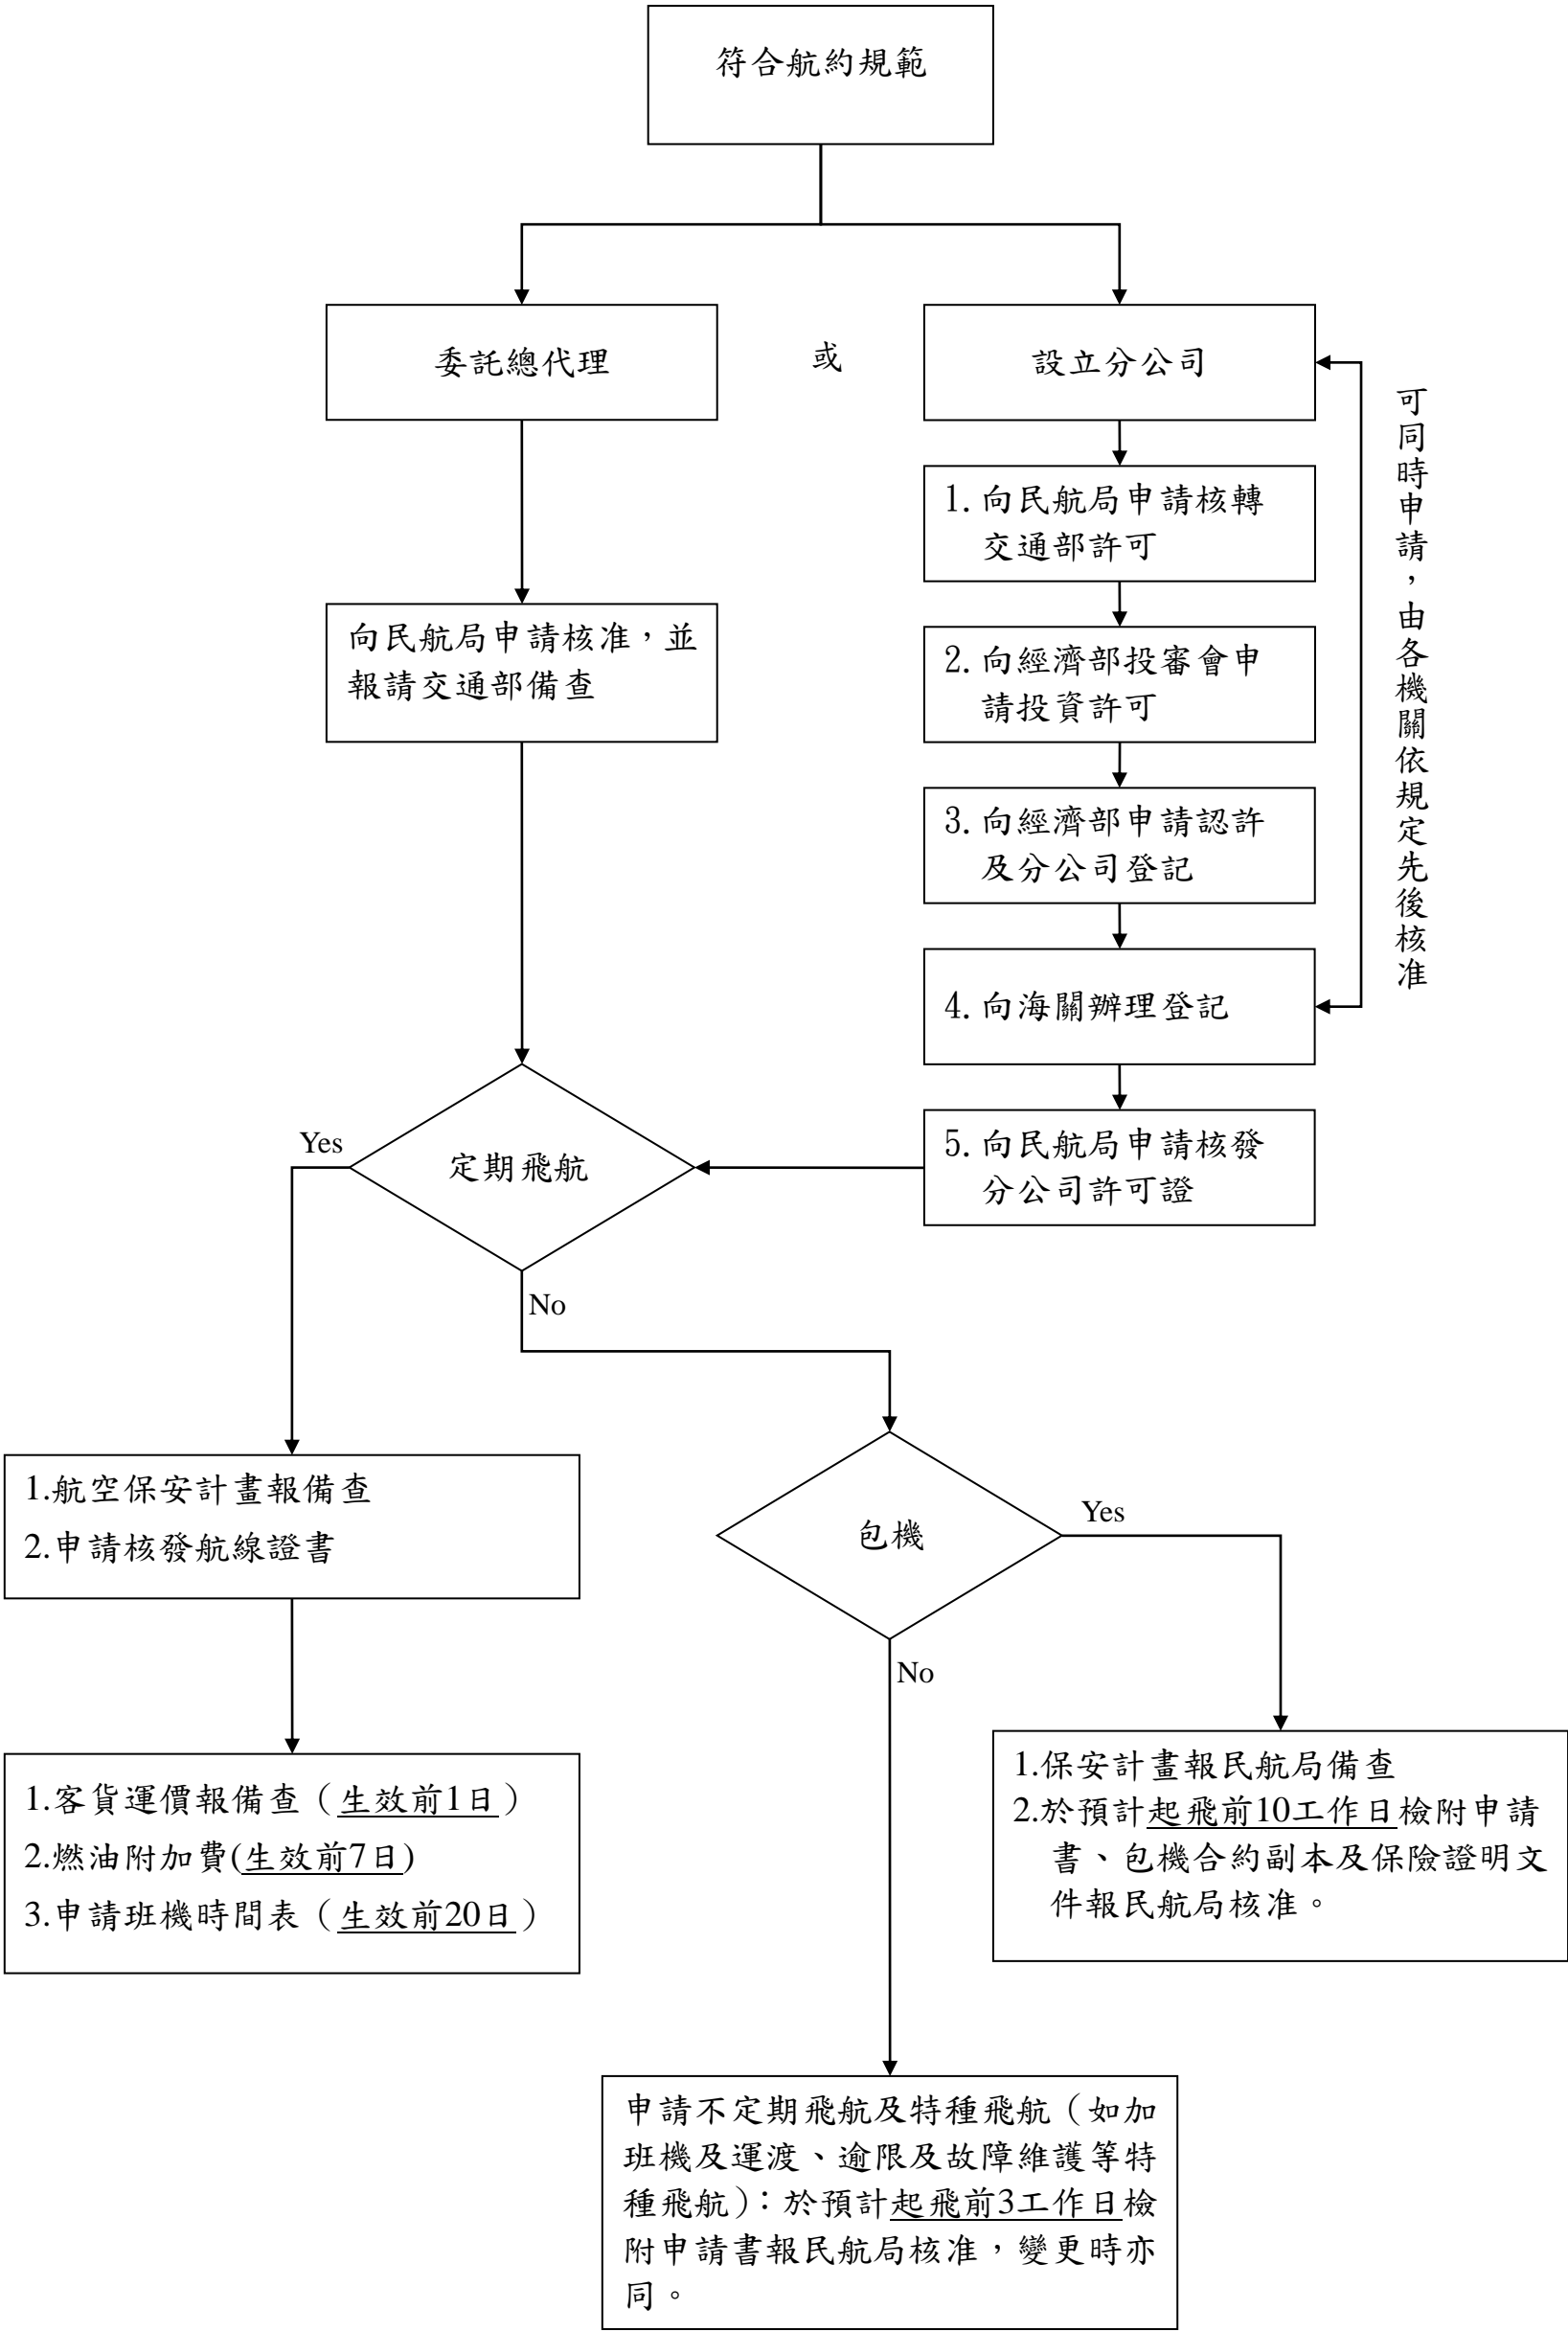 符合航約規範
委託總代理
或
設立分公司
可同時申請，由各機關依規定先後核准
1. 向民航局申請核轉
交通部許可
向民航局申請核准，並
報請交通部備查
2. 向經濟部投審會申
請投資許可
3. 向經濟部申請認許
及分公司登記
4. 向海關辦理登記
5. 向民航局申請核發
分公司許可證
Yes
定期飛航
No
1.航空保安計畫報備查
2.申請核發航線證書
包機
Yes
No
1.客貨運價報備查（生效前1日）
2.燃油附加費(生效前7日)
3.申請班機時間表（生效前20日）
1.保安計畫報民航局備查
2.於預計起飛前10工作日檢附申請
書、包機合約副本及保險證明文
件報民航局核准。
申請不定期飛航及特種飛航（如加
班機及運渡、逾限及故障維護等特
種飛航）：於預計起飛前3工作日檢
附申請書報民航局核准，變更時亦
同。